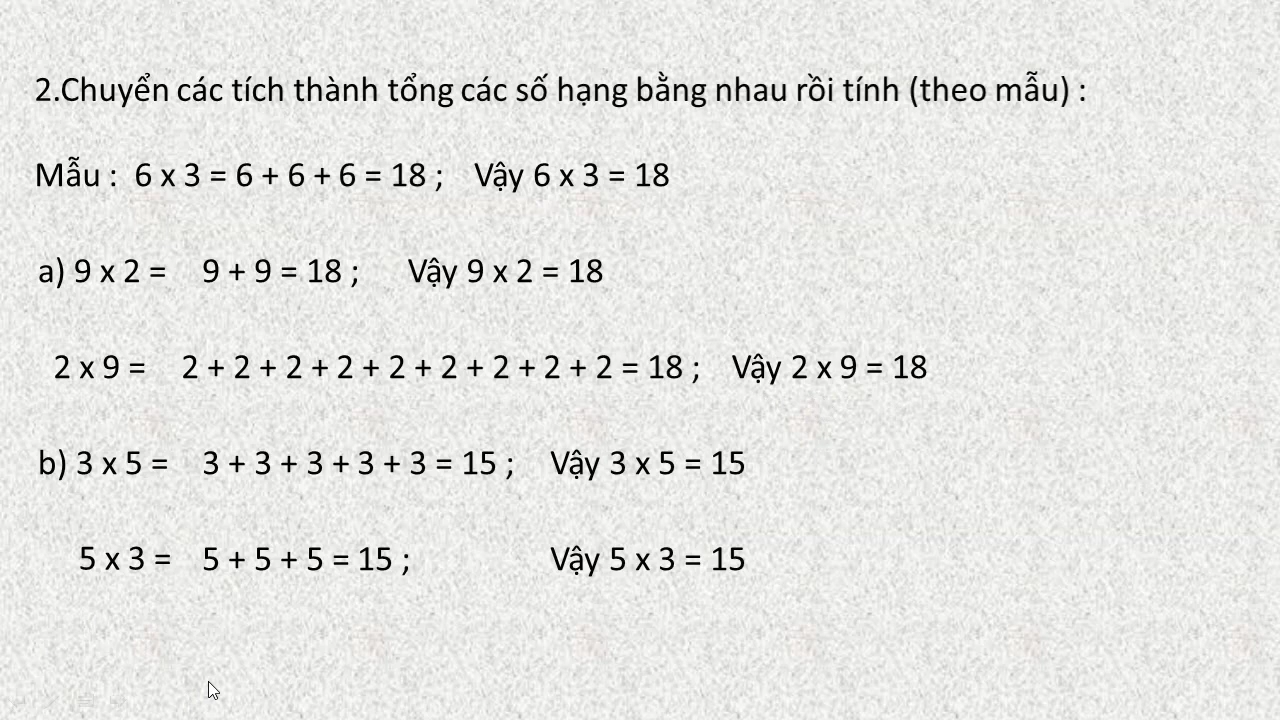 2.Chuyển các tích thành tổng các số hạng bằng nhau rồi tính (theo mẫu) :
Mẫu : 6 x 3 = 6 + 6 + 6 = 18 ; Vậy 6 x 3 = 18
a) 9 x 2 = 9 + 9 = 18 ; Vậy 9 x 2 = 18
2 x 9 = 2 + 2 + 2 + 2 + 2 + 2 + 2 + 2 + 2 = 18 ; Vậy 2 x 9 = 18
b) 3 x 5 = 3 + 3 + 3 + 3 + 3 = 15 ; Vậy 3 x 5 = 15
5 x 3 = 5 + 5 + 5 = 15 ; Vậy 5 x 3 = 15